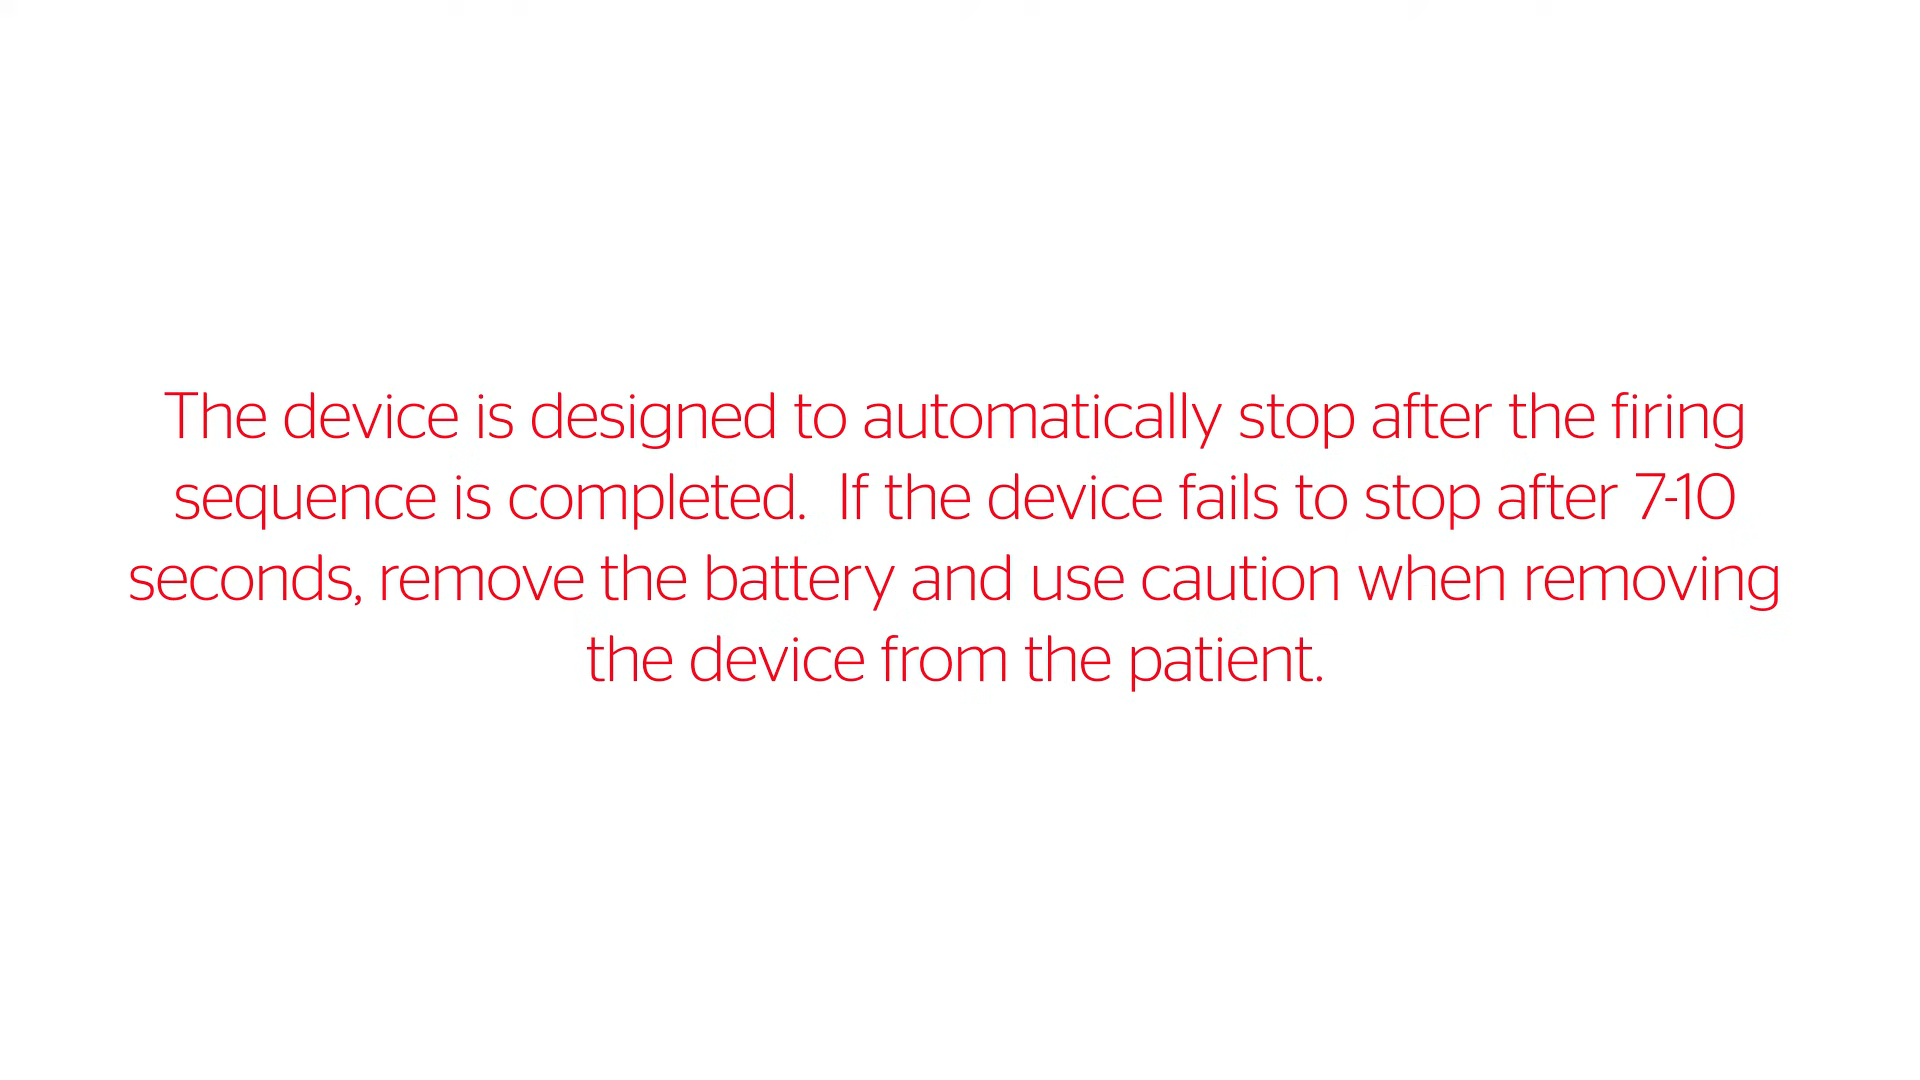 The device is designed to automatically stop after the firing
sequence is completed.  If the device fails to stop after 7-10
seconds, remove the battery and use caution when removing
the device from the patient.